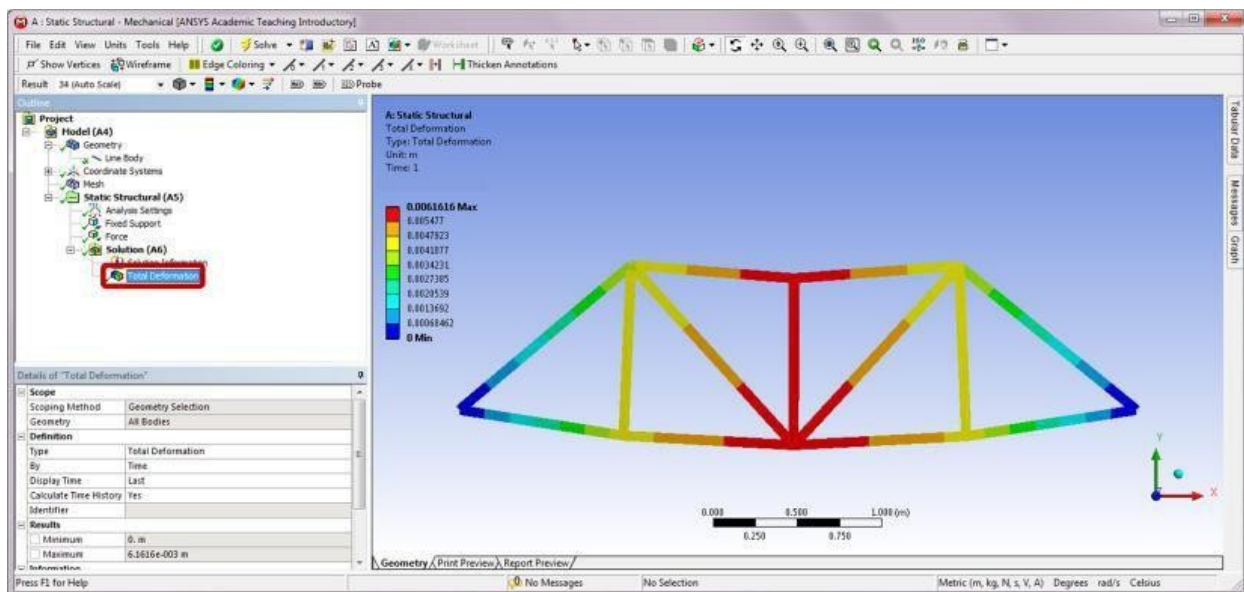 A : Static Structural - Mechanical [ANSYS Academic Teaching Introductory]
File Edit View Units Tools Help Solve Worksheet
Show Vertices Wireframe Edge Coloring Thicken Annotations
Result 34 (Auto Scale) Probe
Outline
Project
Model (A4)
Geometry
Line Body
Coordinate Systems
Mesh
Static Structural (A5)
Analysis Settings
Fixed Support
Force
Solution (A6)
Solution Information
Total Deformation
Details of "Total Deformation"
Scope
Scoping Method Geometry Selection
Geometry All Bodies
Definition
Type Total Deformation
By Time
Display Time Last
Calculate Time History Yes
Identifier
Results
Minimum 0. m
Maximum 6.1616e-003 m
Information
A: Static Structural
Total Deformation
Type: Total Deformation
Unit: m
Time: 1
0.0061616 Max
0.005477
0.0047923
0.0041077
0.0034231
0.0027385
0.0020539
0.0013692
0.00068462
0 Min
Y
X
0.000 0.500 1.000 (m)
0.250 0.750
Geometry Print Preview Report Preview
Tabular Data
Messages
Graph
Press F1 for Help 0 No Messages No Selection Metric (m, kg, N, s, V, A) Degrees rad/s Celsius